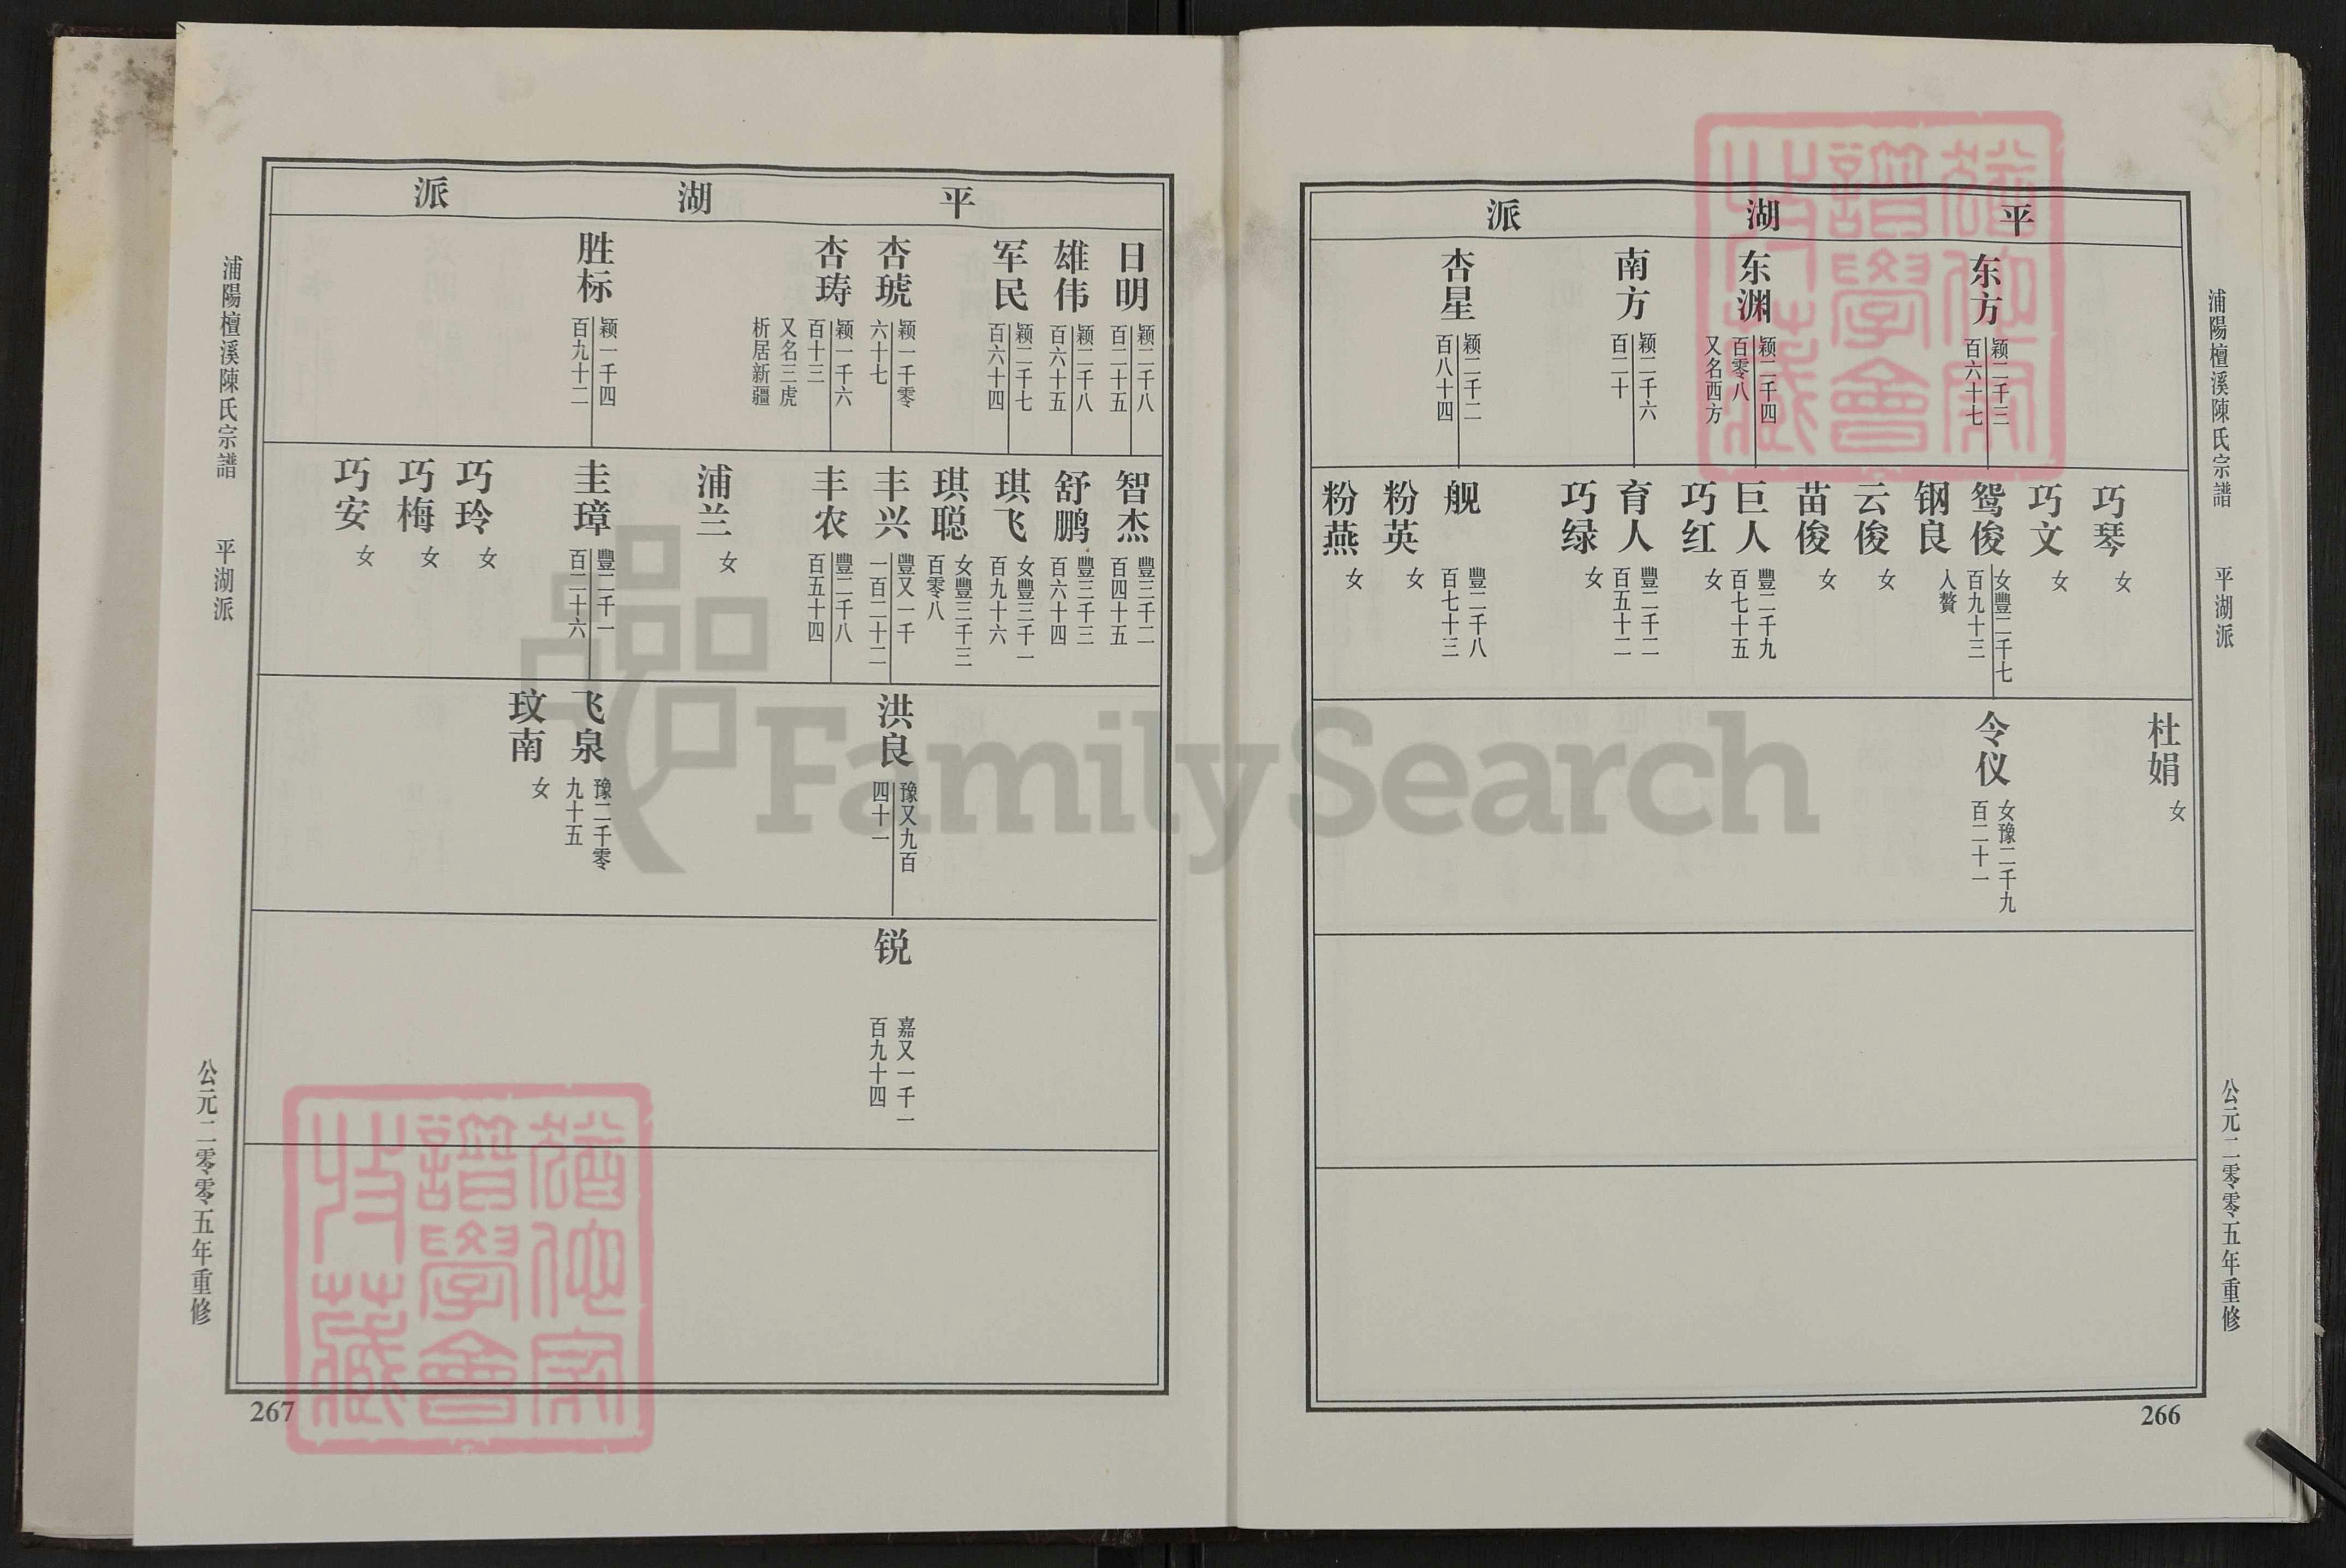 浦陽檀溪陳氏宗譜
平湖派
公元二零零五年重修
平湖派
东方
颖二千三
百六十七
东渊
颖二千四
百零八
又名西方
南方
颖二千六
百二十
杏星
颖二千二
百八十四
巧琴
女
巧文
女
鸳俊
女豐二千七
百九十三
钢良
人贅
云俊
女
苗俊
女
巨人
豐二千九
百七十五
巧红
女
育人
豐二千二
百五十二
巧绿
女
舰
豐二千八
百七十三
粉英
女
粉燕
女
杜娟
女
令仪
女豫二千九
百二十一
266
平湖派
日明
颖二千八
百二十五
雄伟
颖二千八
百六十五
军民
颖二千七
百六十四
杏琥
颖一千零
六十七
杏琦
颖一千六
百十三
又名三虎
析居新疆
胜标
颖一千四
百九十二
智杰
豐三千二
百四十五
舒鹏
豐三千三
百六十四
琪飞
女豐三千一
百九十六
琪聪
女豐三千三
百零八
丰兴
豐又一千
一百二十二
丰农
豐二千八
百五十四
浦兰
女
圭璋
豐二千一
百二十六
巧玲
女
巧梅
女
巧安
女
洪良
豫又九百
四十一
飞泉
豫二千零
九十五
玟南
女
锐
嘉又一千一
百九十四
浦陽檀溪陳氏宗譜
平湖派
公元二零零五年重修
267
FamilySearch